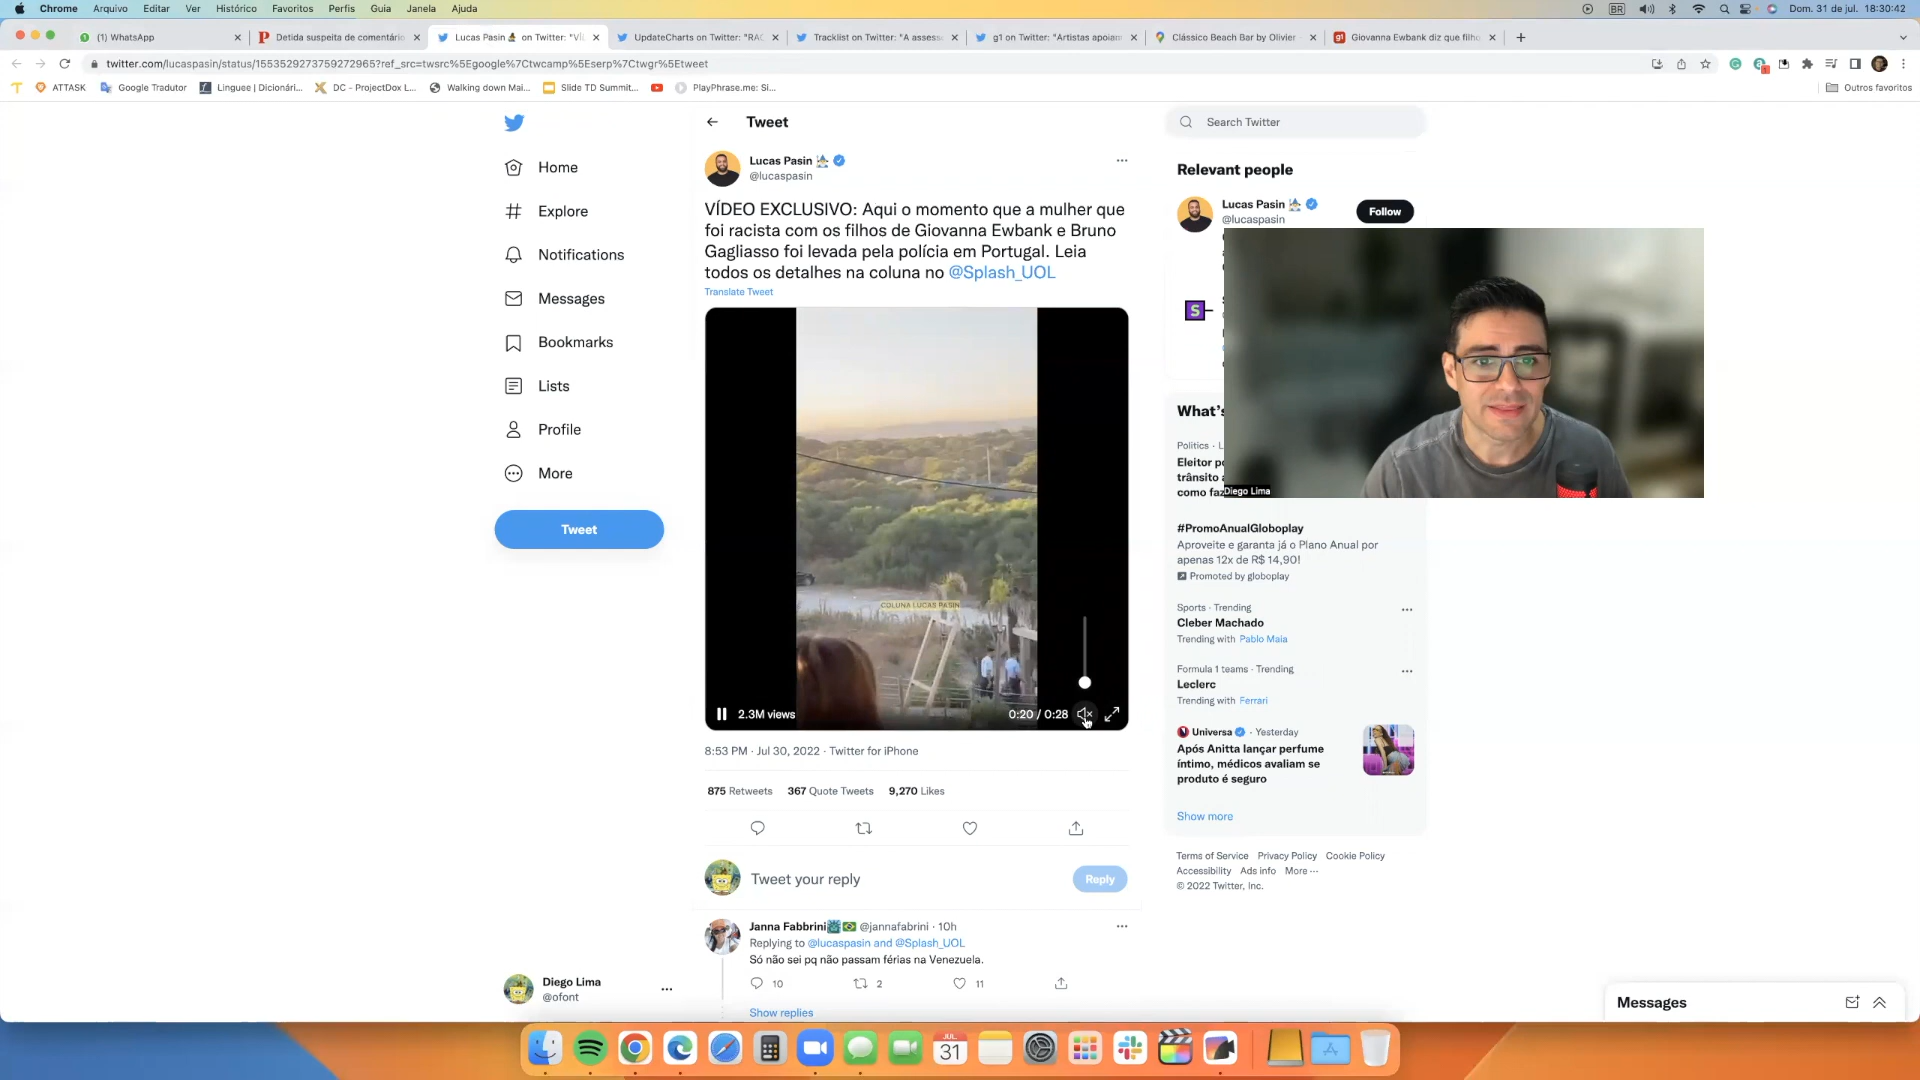 Chrome Arquivo Editar Ver Histórico Favoritos Perfis Guia Janela Ajuda
BR Dom. 31 de jul. 18:30:42
(1) WhatsApp
Detida suspeita de comentário
Lucas Pasin on Twitter: "VÍ
UpdateCharts on Twitter: "RAC
Tracklist on Twitter: "A assess
g1 on Twitter: "Artistas apoiam
Clássico Beach Bar by Olivier -
Giovanna Ewbank diz que filho
twitter.com/lucaspasin/status/1553529273759272965?ref_src=twsrc%5Egoogle%7Ctwcamp%5Eserp%7Ctwgr%5Etweet
ATTASK
Google Tradutor
Linguee | Dicionári...
DC - ProjectDox L...
Walking down Mai...
Slide TD Summit...
PlayPhrase.me: Si...
Outros favoritos
Home
Explore
Notifications
Messages
Bookmarks
Lists
Profile
More
Tweet
Diego Lima
@ofont
Tweet
Lucas Pasin
@lucaspasin
VÍDEO EXCLUSIVO: Aqui o momento que a mulher que
foi racista com os filhos de Giovanna Ewbank e Bruno
Gagliasso foi levada pela polícia em Portugal. Leia
todos os detalhes na coluna no @Splash_UOL
Translate Tweet
COLUNA LUCAS PASIN
2.3M views
0:20 / 0:28
8:53 PM · Jul 30, 2022 · Twitter for iPhone
875 Retweets 367 Quote Tweets 9,270 Likes
Tweet your reply
Reply
Janna Fabbrini @jannafabrini · 10h
Replying to @lucaspasin and @Splash_UOL
Só não sei pq não passam férias na Venezuela.
10 2 11
Show replies
Search Twitter
Relevant people
Lucas Pasin
@lucaspasin
Follow
S
Diego Lima
What's
Politics · L
Eleitor po
trânsito a
como faz
#PromoAnualGloboplay
Aproveite e garanta já o Plano Anual por
apenas 12x de R$ 14,90!
Promoted by globoplay
Sports · Trending
Cleber Machado
Trending with Pablo Maia
Formula 1 teams · Trending
Leclerc
Trending with Ferrari
Universa · Yesterday
Após Anitta lançar perfume
íntimo, médicos avaliam se
produto é seguro
Show more
Terms of Service Privacy Policy Cookie Policy
Accessibility Ads info More ···
© 2022 Twitter, Inc.
Messages
JUL
31